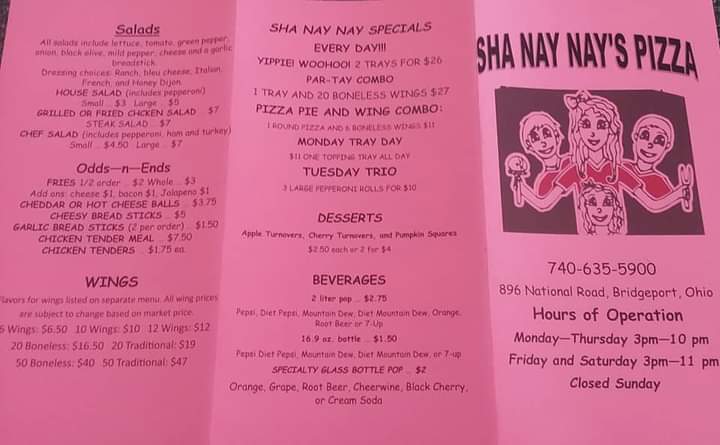 Salads
All salads include lettuce, tomato, green pepper,
onion, black olive, mild pepper, cheese and a garlic
breadstick.
Dressing choices: Ranch, bleu cheese, Italian,
French, and Honey Dijon.
HOUSE SALAD (includes pepperoni)
Small .. $3 Large .. $5
GRILLED OR FRIED CHICKEN SALAD .. $7
STEAK SALAD .. $7
CHEF SALAD (includes pepperoni, ham and turkey)
Small .. $4.50 Large .. $7
Odds-n-Ends
FRIES 1/2 order .. $2 Whole .. $3
Add ons: cheese $1, bacon $1, Jalapeno $1
CHEDDAR OR HOT CHEESE BALLS .. $3.75
CHEESY BREAD STICKS .. $5
GARLIC BREAD STICKS (2 per order) .. $1.50
CHICKEN TENDER MEAL .. $7.50
CHICKEN TENDERS .. $1.75 ea.
WINGS
Flavors for wings listed on separate menu. All wing prices
are subject to change based on market price.
Wings: $6.50 10 Wings: $10 12 Wings: $12
20 Boneless: $16.50 20 Traditional: $19
50 Boneless: $40 50 Traditional: $47
SHA NAY NAY SPECIALS
EVERY DAY!!!
YIPPIE! WOOHOO! 2 TRAYS FOR $26
PAR-TAY COMBO
1 TRAY AND 20 BONELESS WINGS $27
PIZZA PIE AND WING COMBO:
1 ROUND PIZZA AND 6 BONELESS WINGS $11
MONDAY TRAY DAY
$11 ONE TOPPING TRAY ALL DAY
TUESDAY TRIO
3 LARGE PEPPERONI ROLLS FOR $10
DESSERTS
Apple Turnovers, Cherry Turnovers, and Pumpkin Squares
$2.50 each or 2 for $4
BEVERAGES
2 liter pop .. $2.75
Pepsi, Diet Pepsi, Mountain Dew, Diet Mountain Dew, Orange,
Root Beer or 7-Up
16.9 oz. bottle .. $1.50
Pepsi Diet Pepsi, Mountain Dew, Diet Mountain Dew, or 7-up
SPECIALTY GLASS BOTTLE POP .. $2
Orange, Grape, Root Beer, Cheerwine, Black Cherry,
or Cream Soda
SHA NAY NAY'S PIZZA
740-635-5900
896 National Road, Bridgeport, Ohio
Hours of Operation
Monday—Thursday 3pm—10 pm
Friday and Saturday 3pm—11 pm
Closed Sunday